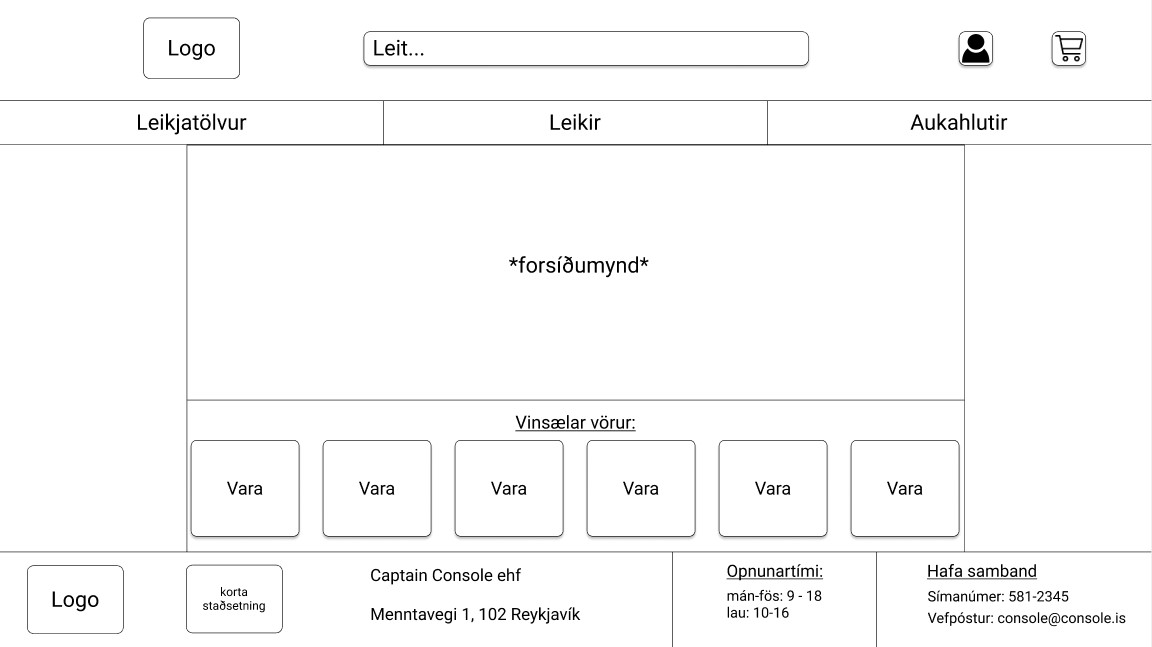 Logo
Leit...
Leikjatölvur
Leikir
Aukahlutir
*forsíðumynd*
Vinsælar vörur:
Vara
Vara
Vara
Vara
Vara
Vara
Logo
korta
staðsetning
Captain Console ehf
Menntavegi 1, 102 Reykjavík
Opnunartími:
mán-fös: 9 - 18
lau: 10-16
Hafa samband
Símanúmer: 581-2345
Vefpóstur: console@console.is